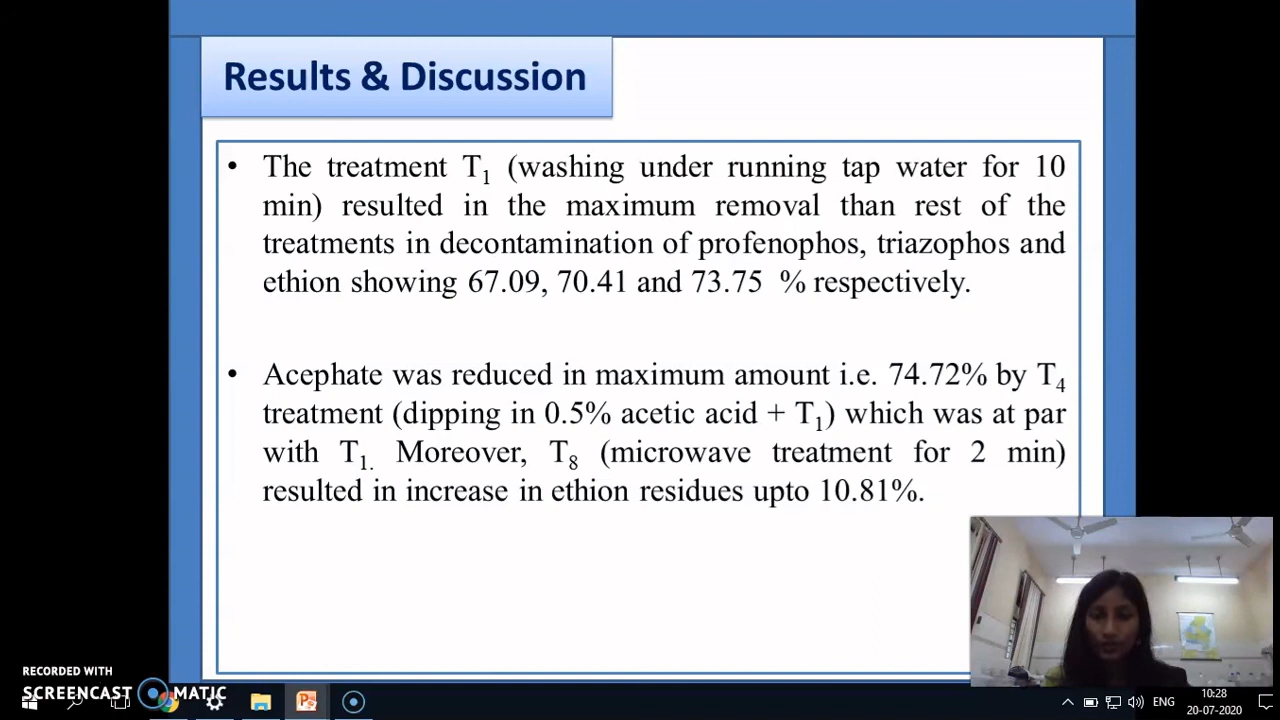 Results & Discussion
• The treatment T1 (washing under running tap water for 10
min) resulted in the maximum removal than rest of the
treatments in decontamination of profenophos, triazophos and
ethion showing 67.09, 70.41 and 73.75 % respectively.
• Acephate was reduced in maximum amount i.e. 74.72% by T4
treatment (dipping in 0.5% acetic acid + T1) which was at par
with T1. Moreover, T8 (microwave treatment for 2 min)
resulted in increase in ethion residues upto 10.81%.
RECORDED WITH
SCREENCAST MATIC
ENG
10:28
20-07-2020